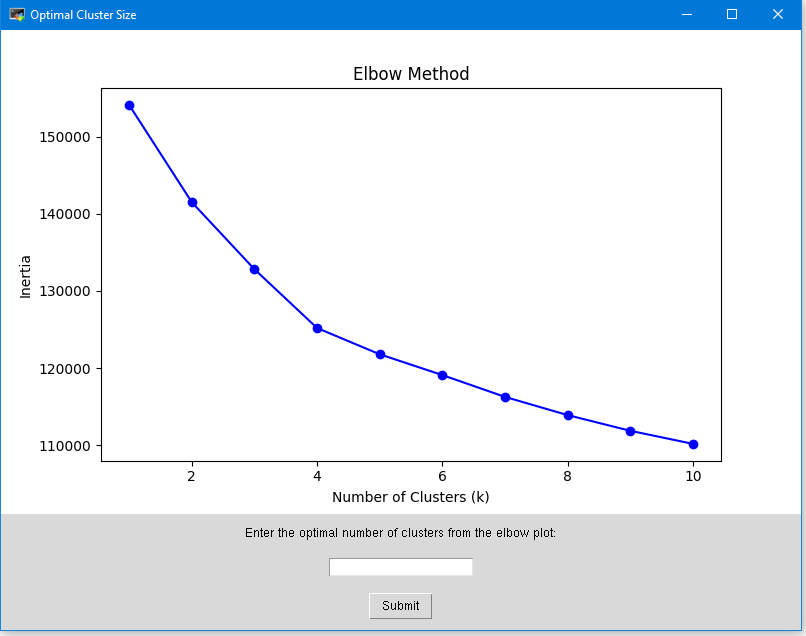 Optimal Cluster Size
Elbow Method
150000
140000
130000
120000
110000
Inertia
2 4 6 8 10
Number of Clusters (k)
Enter the optimal number of clusters from the elbow plot:
Submit